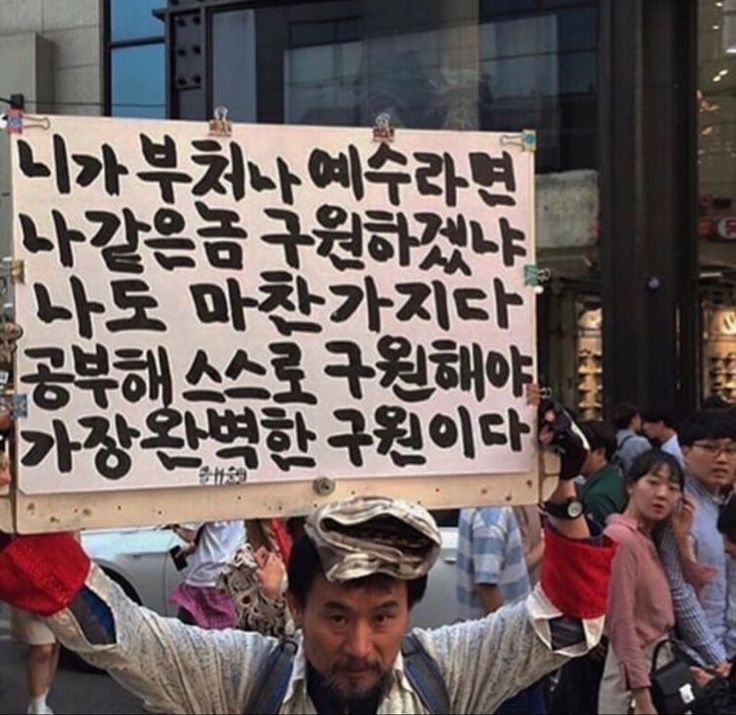 니가 부처나 예수라면
나같은놈 구원하겠냐
나도 마찬가지다
공부해 스스로 구원해야
가장완벽한 구원이다